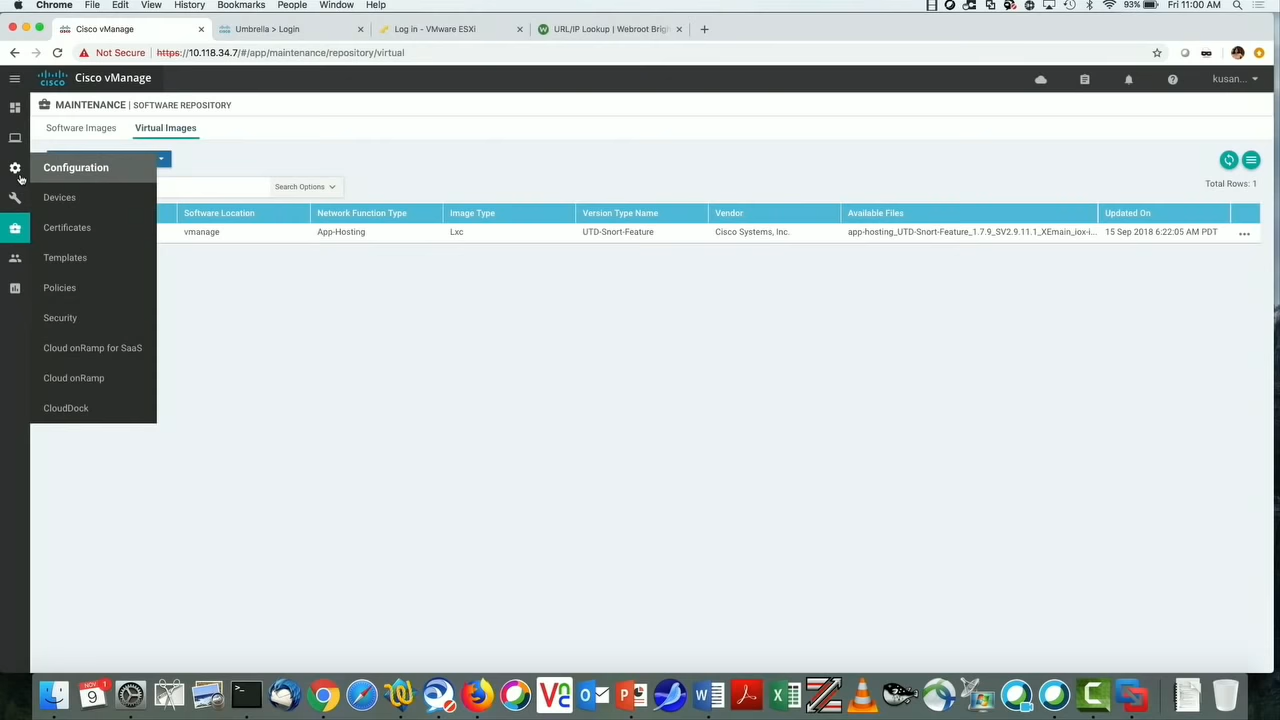 Chrome File Edit View History Bookmarks People Window Help 93% Fri 11:00 AM
Cisco vManage Umbrella > Login Log in - VMware ESXi URL/IP Lookup | Webroot Brig
Not Secure https://10.118.34.7/#/app/maintenance/repository/virtual
CISCO Cisco vManage kusan...
MAINTENANCE | SOFTWARE REPOSITORY
Software Images Virtual Images
Configuration
Search Options Total Rows: 1
Devices
Software Location Network Function Type Image Type Version Type Name Vendor Available Files Updated On
vmanage App-Hosting Lxc UTD-Snort-Feature Cisco Systems, Inc. app-hosting_UTD-Snort-Feature_1.7.9_SV2.9.11.1_XEmain_iox-i... 15 Sep 2018 6:22:05 AM PDT
Certificates
Templates
Policies
Security
Cloud onRamp for SaaS
Cloud onRamp
CloudDock
NOV 1
9